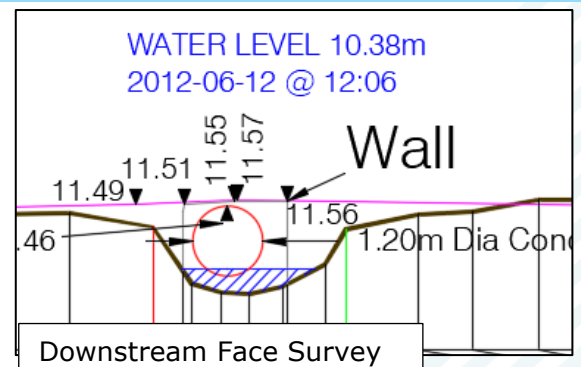 WATER LEVEL 10.38m
2012-06-12 @ 12:06
11.55
11.57
Wall
11.51
11.49
11.56
.46
1.20m Dia Conc
Downstream Face Survey